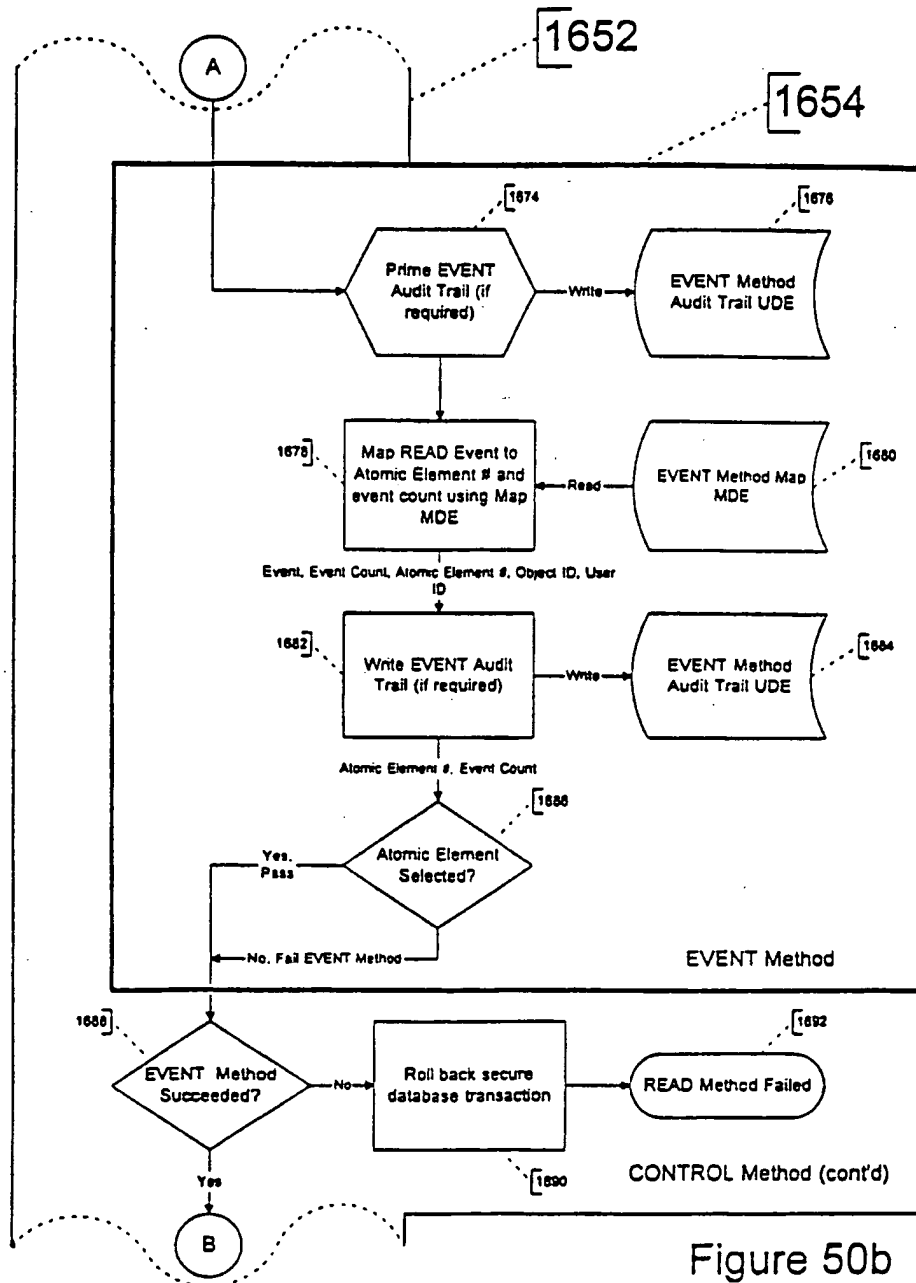 1652
A
1654
1674
1676
Prime EVENT
Audit Trail (if
required)
Write
EVENT Method
Audit Trail UDE
1678
Map READ Event to
Atomic Element # and
event count using Map
MDE
Read
EVENT Method Map
MDE
1680
Event, Event Count, Atomic Element #, Object ID, User
ID
1682
Write EVENT Audit
Trail (if required)
Write
EVENT Method
Audit Trail UDE
1684
Atomic Element #, Event Count
1686
Yes,
Pass
Atomic Element
Selected?
No, Fail EVENT Method
EVENT Method
1688
1692
EVENT Method
Succeeded?
No
Roll back secure
database transaction
READ Method Failed
Yes
1690
CONTROL Method (cont'd)
B
Figure 50b